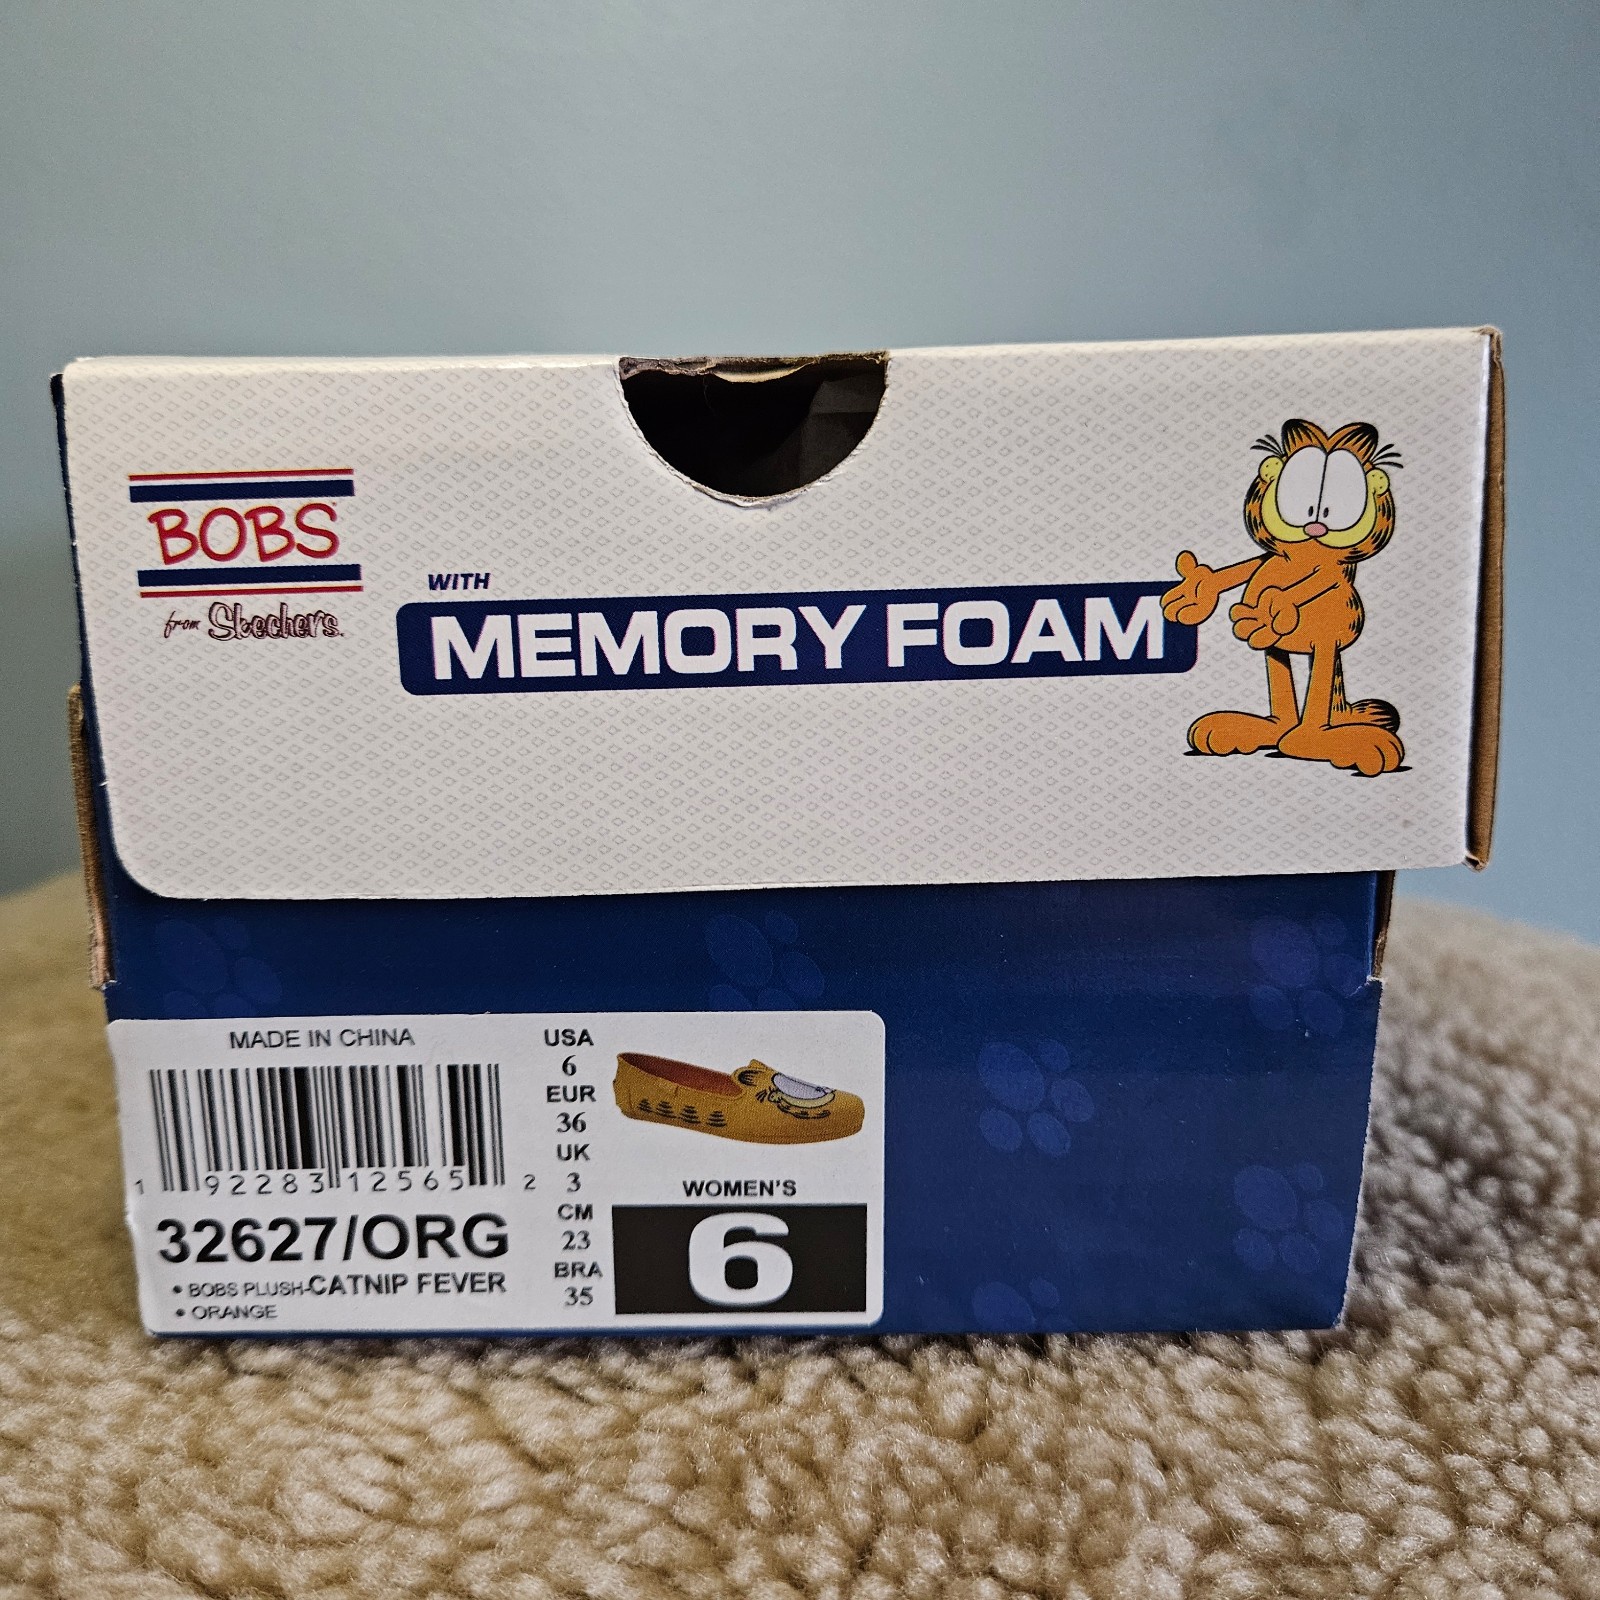 BOBS
from Skechers.
WITH
MEMORY FOAM
MADE IN CHINA
1 92283 12565 2
32627/ORG
• BOBS PLUSH-CATNIP FEVER
• ORANGE
USA
6
EUR
36
UK
3
CM
23
BRA
35
WOMEN'S
6